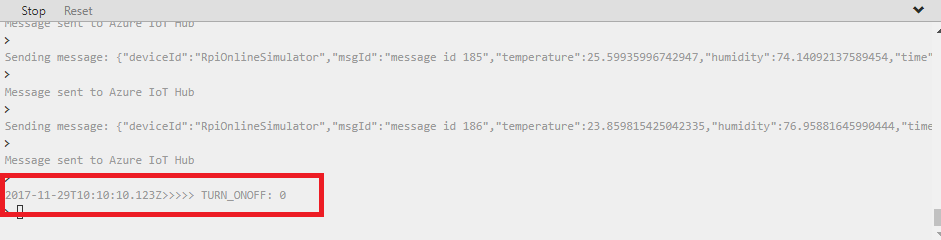 Stop Reset
Message sent to Azure IoT Hub
>
Sending message: {"deviceId":"RpiOnlineSimulator","msgId":"message id 185","temperature":25.59935996742947,"humidity":74.14092137589454,"time"
>
Message sent to Azure IoT Hub
>
Sending message: {"deviceId":"RpiOnlineSimulator","msgId":"message id 186","temperature":23.859815425042335,"humidity":76.95881645990444,"time
>
Message sent to Azure IoT Hub
>
2017-11-29T10:10:10.123Z>>>>> TURN_ONOFF: 0
>